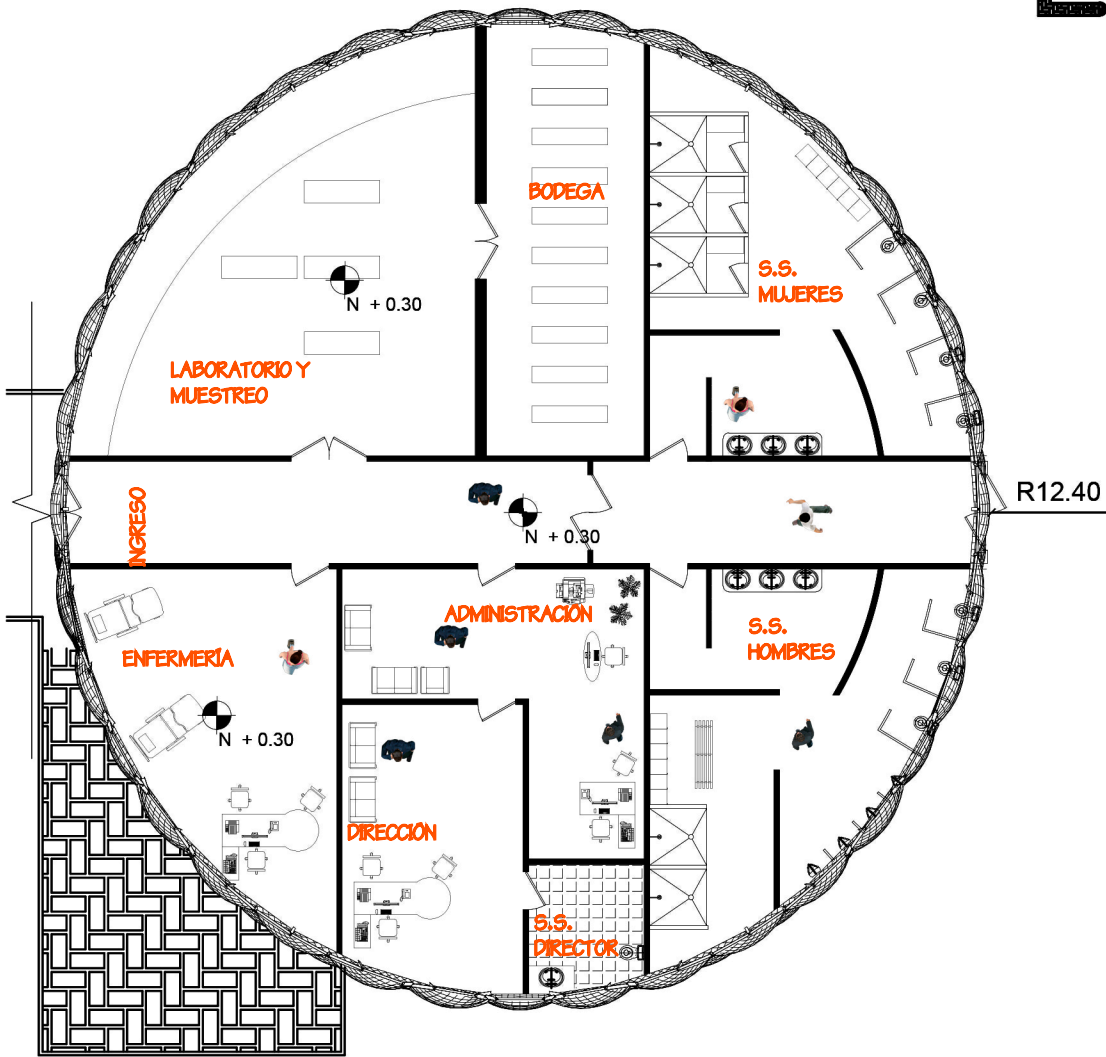 BODEGA
S.S.
MUJERES
N + 0.30
LABORATORIO Y
MUESTREO
INGRESO
R12.40
N + 0.30
ADMINISTRACIÓN
S.S.
HOMBRES
ENFERMERÍA
N + 0.30
DIRECCIÓN
S.S.
DIRECTOR